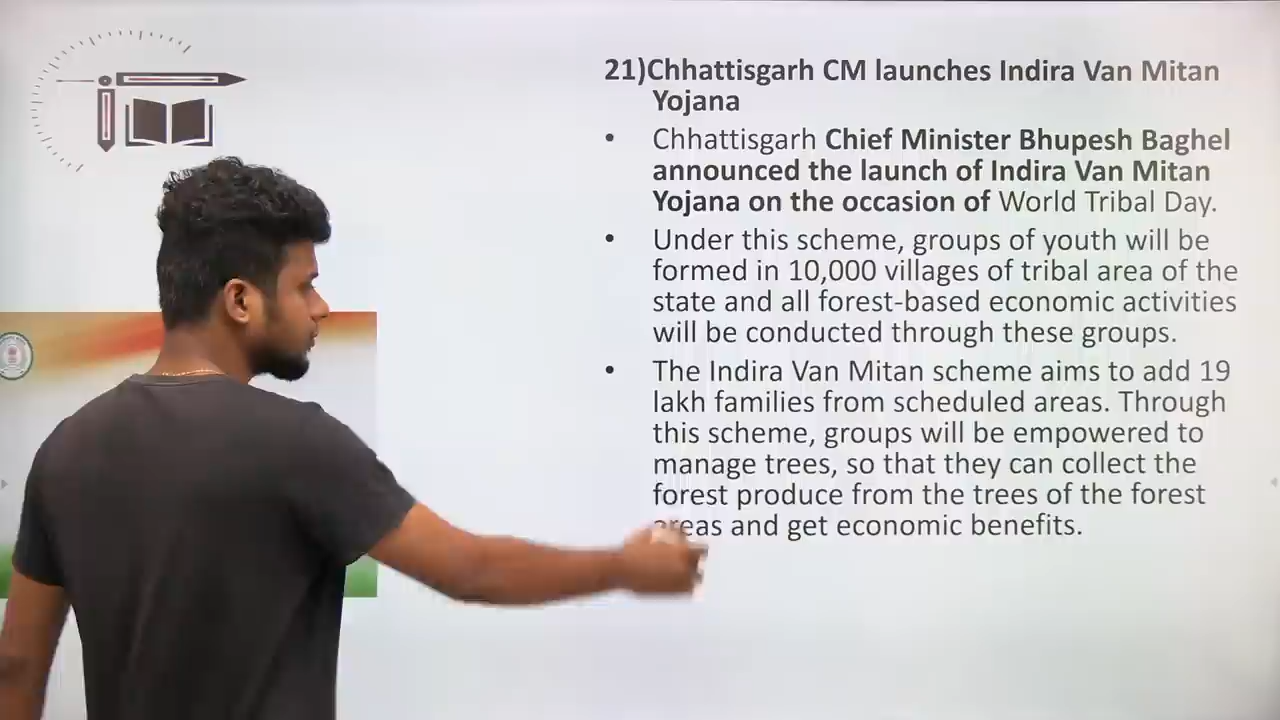 21)Chhattisgarh CM launches Indira Van Mitan
Yojana
• Chhattisgarh Chief Minister Bhupesh Baghel
announced the launch of Indira Van Mitan
Yojana on the occasion of World Tribal Day.
• Under this scheme, groups of youth will be
formed in 10,000 villages of tribal area of the
state and all forest-based economic activities
will be conducted through these groups.
• The Indira Van Mitan scheme aims to add 19
lakh families from scheduled areas. Through
this scheme, groups will be empowered to
manage trees, so that they can collect the
forest produce from the trees of the forest
areas and get economic benefits.